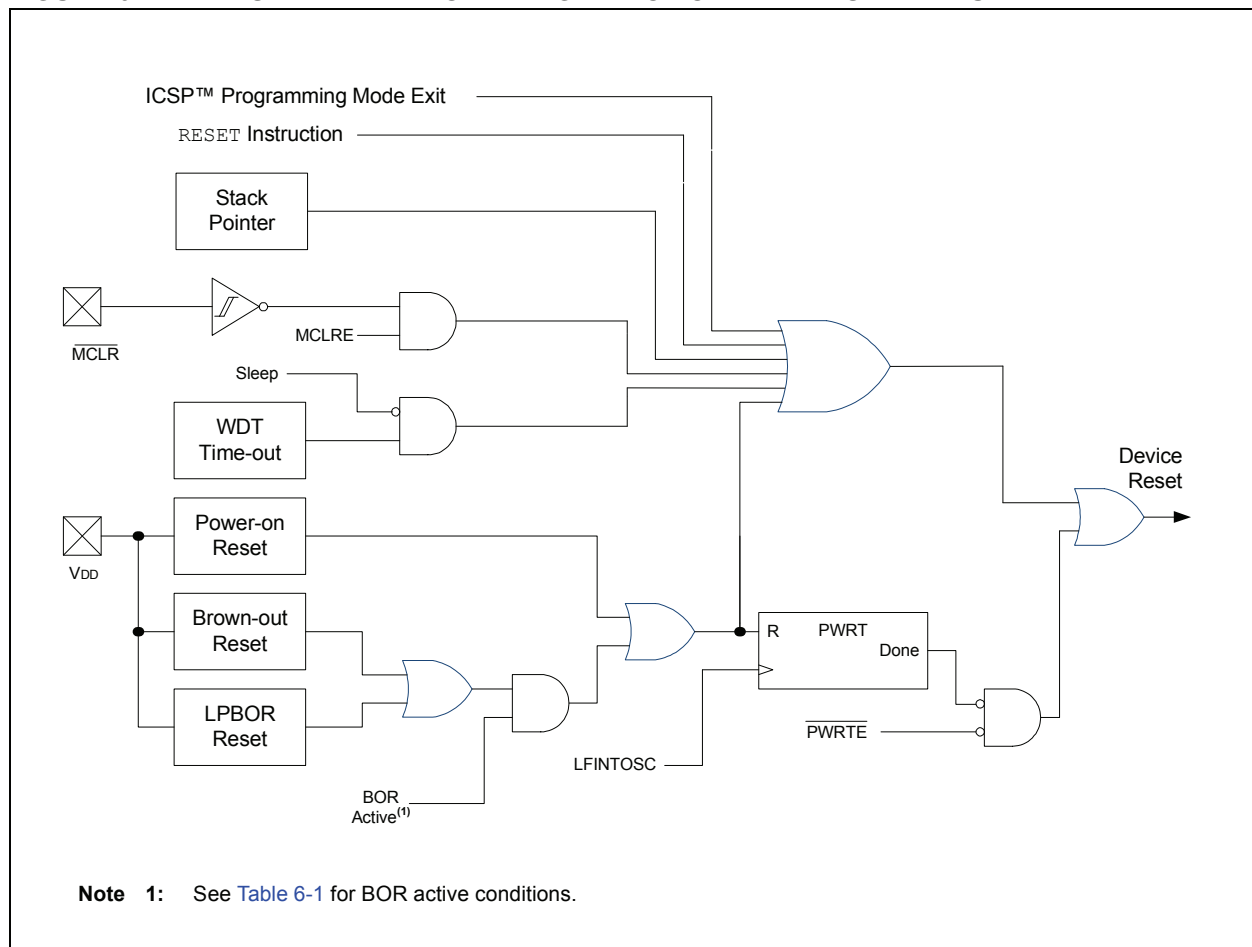 ICSP™ Programming Mode Exit
RESET Instruction
Stack
Pointer
MCLR
MCLRE
Sleep
WDT
Time-out
VDD
Power-on
Reset
Brown-out
Reset
LPBOR
Reset
BOR
Active(1)
R PWRT
Done
LFINTOSC
PWRTE
Device
Reset
Note 1: See Table 6-1 for BOR active conditions.